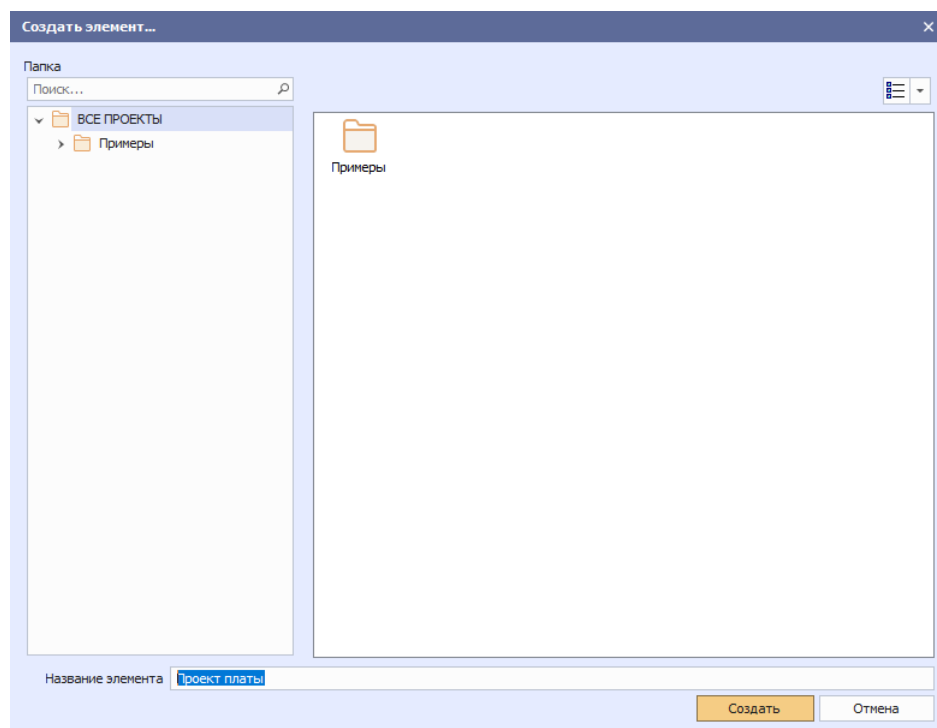 Создать элемент...
Папка
Поиск...
ВСЕ ПРОЕКТЫ
Примеры
Примеры
Название элемента Проект платы
Создать Отмена